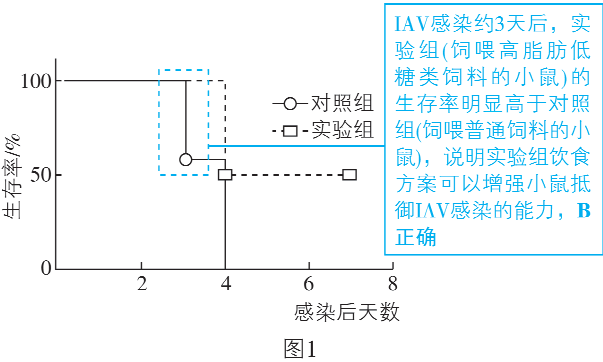 IAV感染约3天后，实
验组(饲喂高脂肪低
糖类饲料的小鼠)的
生存率明显高于对照
组(饲喂普通饲料的小
鼠)，说明实验组饮食
方案可以增强小鼠抵
御IAV感染的能力，B
正确
100
50
0
生存率/%
对照组
实验组
2
4
6
8
感染后天数
图1